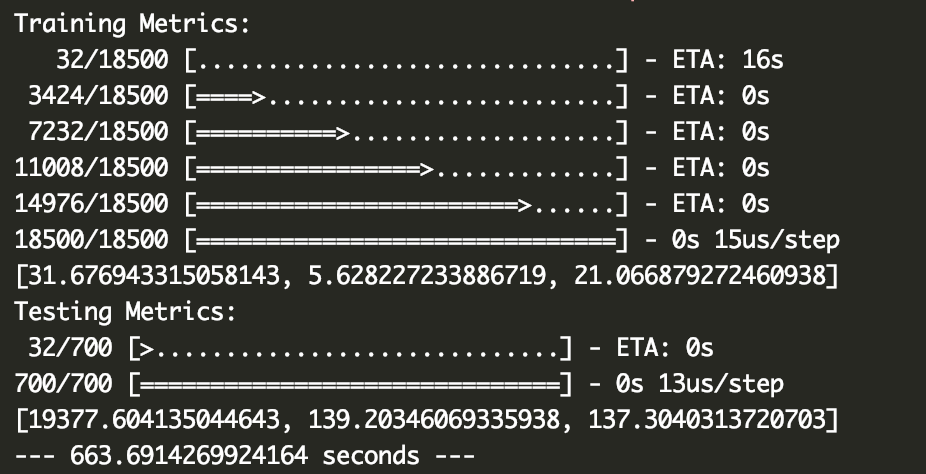 Training Metrics:
32/18500 [..............................] - ETA: 16s
3424/18500 [====>.........................] - ETA: 0s
7232/18500 [==========>...................] - ETA: 0s
11008/18500 [================>.............] - ETA: 0s
14976/18500 [=======================>......] - ETA: 0s
18500/18500 [==============================] - 0s 15us/step
[31.676943315058143, 5.628227233886719, 21.066879272460938]
Testing Metrics:
32/700 [>.............................] - ETA: 0s
700/700 [==============================] - 0s 13us/step
[19377.604135044643, 139.20346069335938, 137.3040313720703]
--- 663.6914269924164 seconds ---